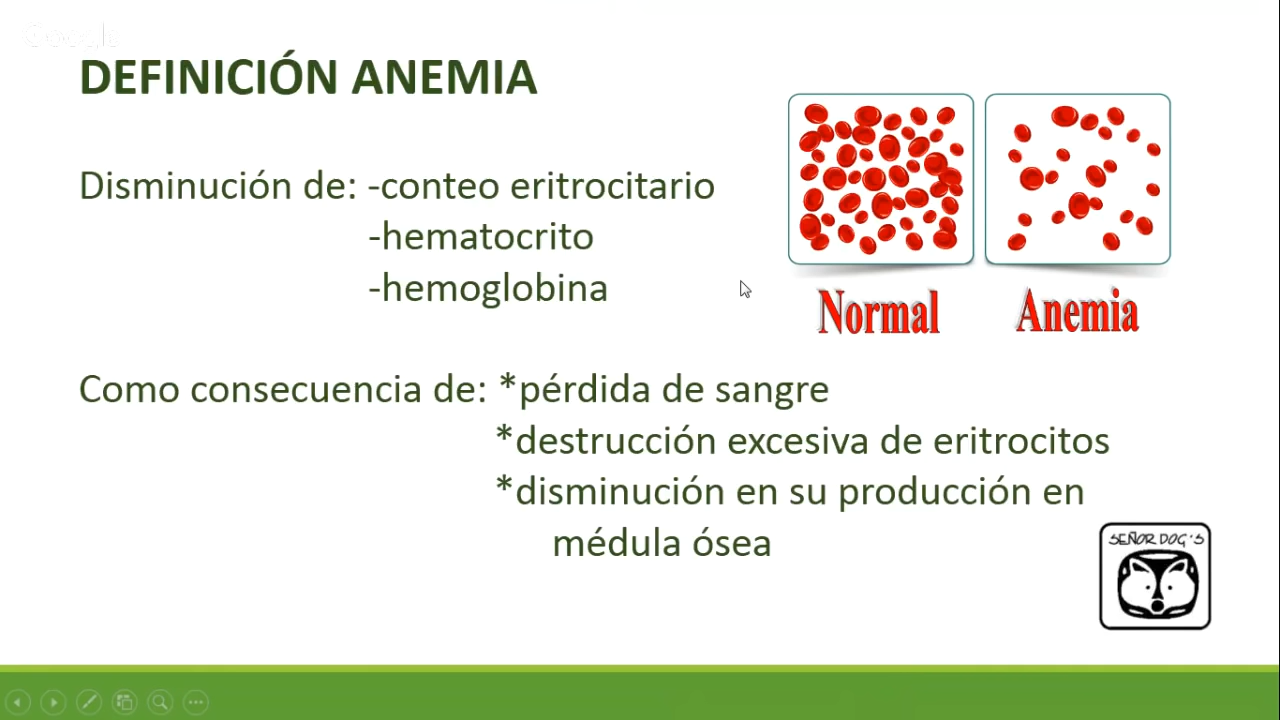 DEFINICIÓN ANEMIA
Disminución de: -conteo eritrocitario
-hematocrito
-hemoglobina
Normal
Anemia
Como consecuencia de: *pérdida de sangre
*destrucción excesiva de eritrocitos
*disminución en su producción en
médula ósea
SEÑOR DOG'S